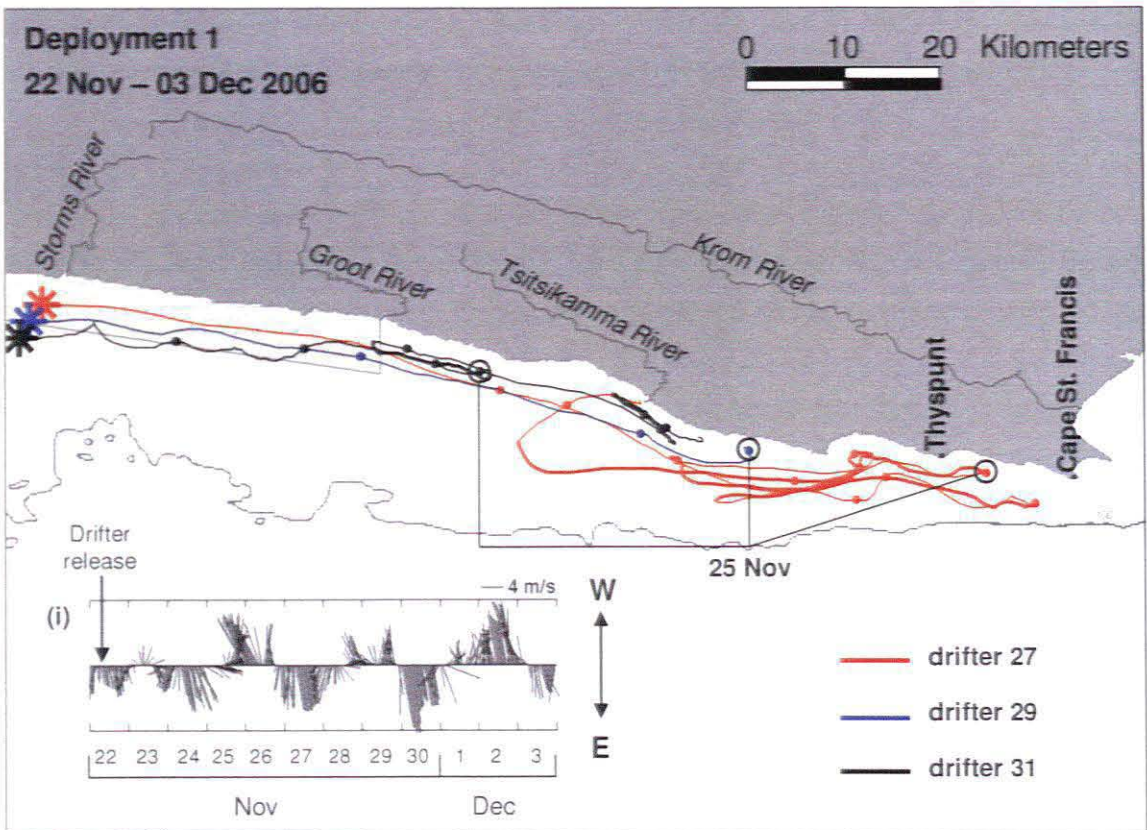 Deployment 1
22 Nov – 03 Dec 2006
0 10 20 Kilometers
Storms River
Groot River
Tsitsikamma River
Krom River
Thyspunt
Cape St. Francis
25 Nov
Drifter
release
4 m/s
(i)
W
E
22 23 24 25 26 27 28 29 30 1 2 3
Nov Dec
drifter 27
drifter 29
drifter 31